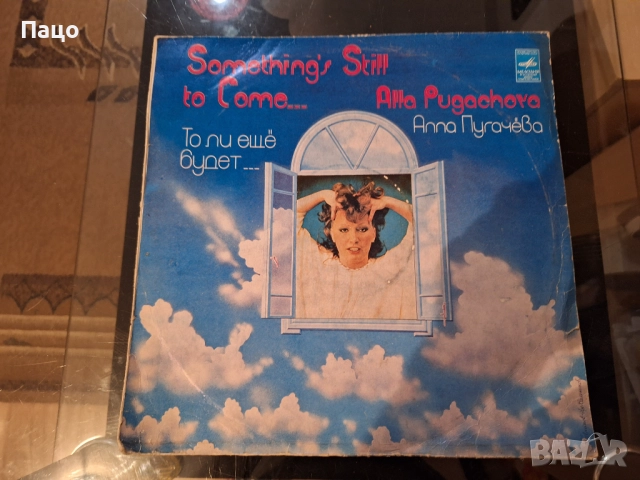 Пацо
Something's Still
to Come...
Alla Pugachova
Алла Пугачёва
То ли ещё
будет...
BAZAR